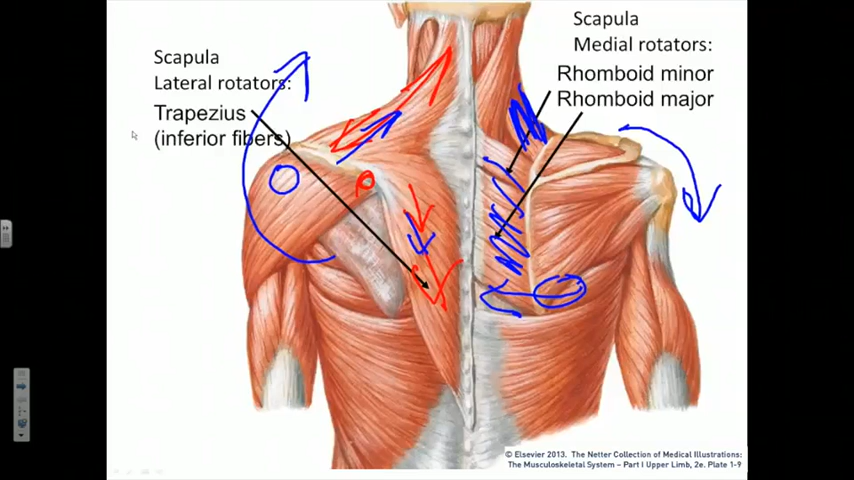 Scapula
Lateral rotators:
Trapezius
(inferior fibers)
Scapula
Medial rotators:
Rhomboid minor
Rhomboid major
© Elsevier 2013. The Netter Collection of Medical Illustrations:
The Musculoskeletal System – Part I Upper Limb, 2e. Plate 1-9